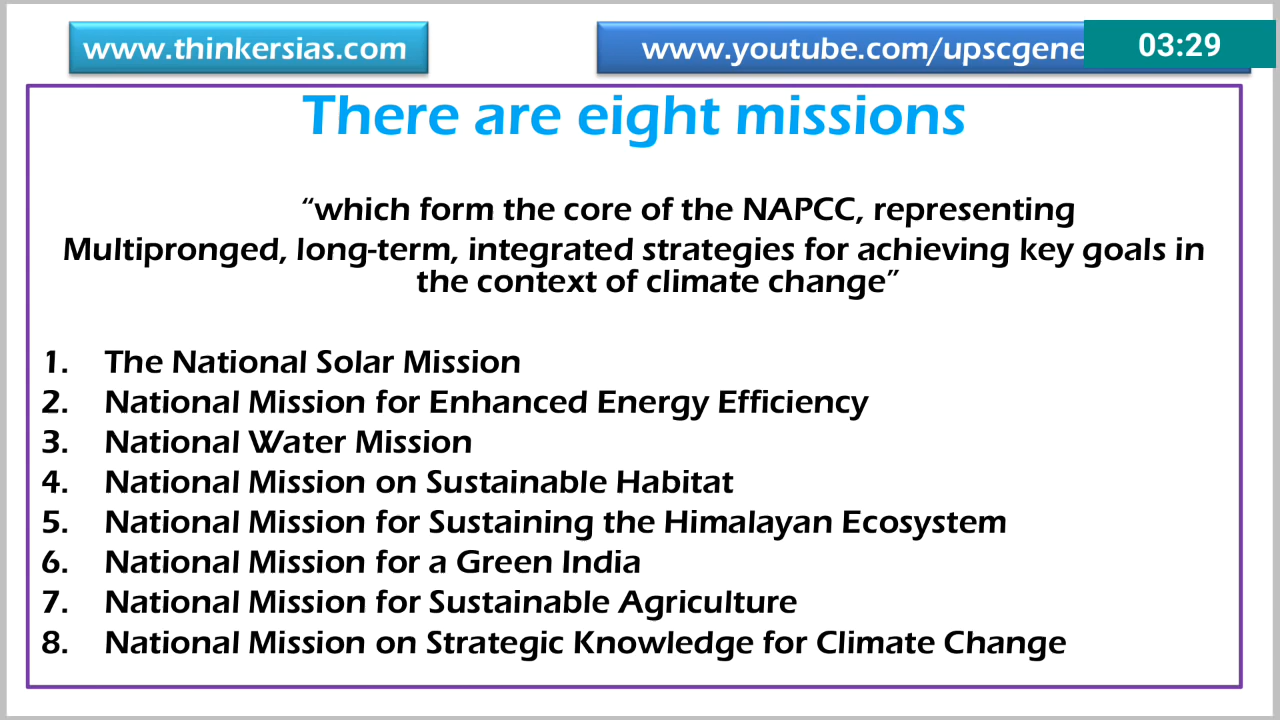 www.thinkersias.com
www.youtube.com/upscgene
03:29
There are eight missions
“which form the core of the NAPCC, representing
Multipronged, long-term, integrated strategies for achieving key goals in
the context of climate change”
1. The National Solar Mission
2. National Mission for Enhanced Energy Efficiency
3. National Water Mission
4. National Mission on Sustainable Habitat
5. National Mission for Sustaining the Himalayan Ecosystem
6. National Mission for a Green India
7. National Mission for Sustainable Agriculture
8. National Mission on Strategic Knowledge for Climate Change